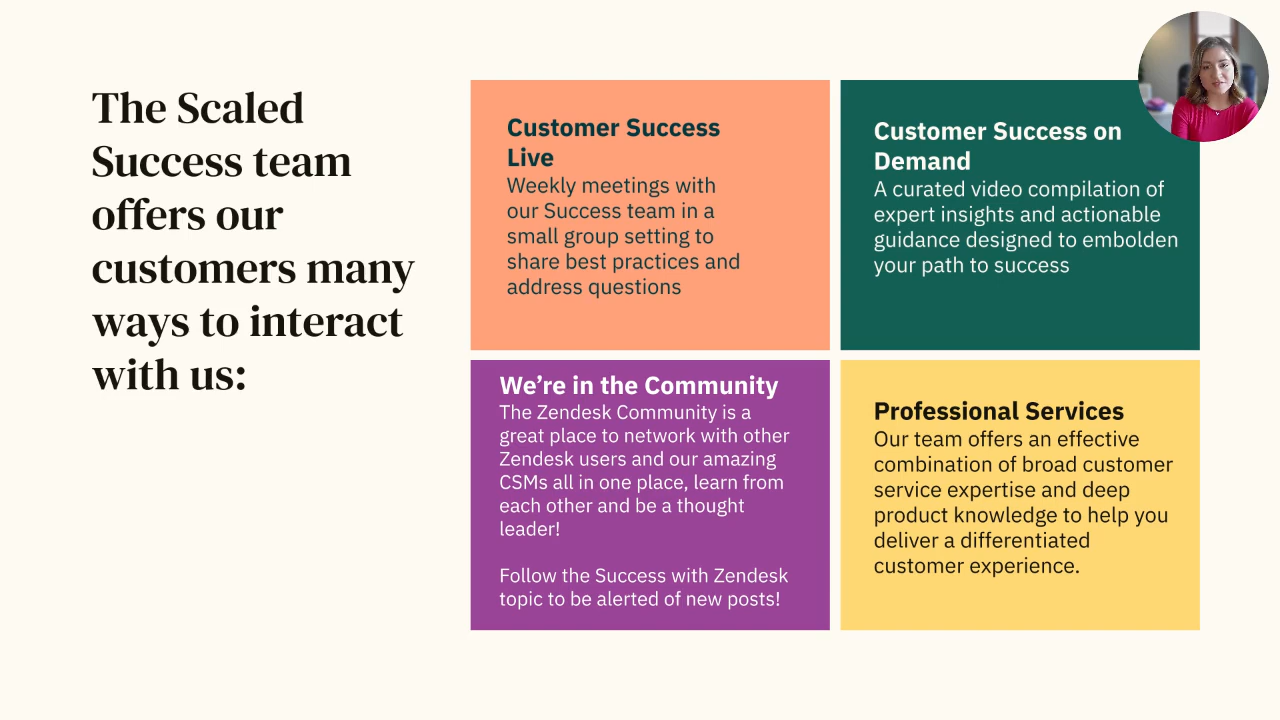 The Scaled
Success team
offers our
customers many
ways to interact
with us:
Customer Success
Live
Weekly meetings with
our Success team in a
small group setting to
share best practices and
address questions
Customer Success on
Demand
A curated video compilation of
expert insights and actionable
guidance designed to embolden
your path to success
We’re in the Community
The Zendesk Community is a
great place to network with other
Zendesk users and our amazing
CSMs all in one place, learn from
each other and be a thought
leader!
Follow the Success with Zendesk
topic to be alerted of new posts!
Professional Services
Our team offers an effective
combination of broad customer
service expertise and deep
product knowledge to help you
deliver a differentiated
customer experience.